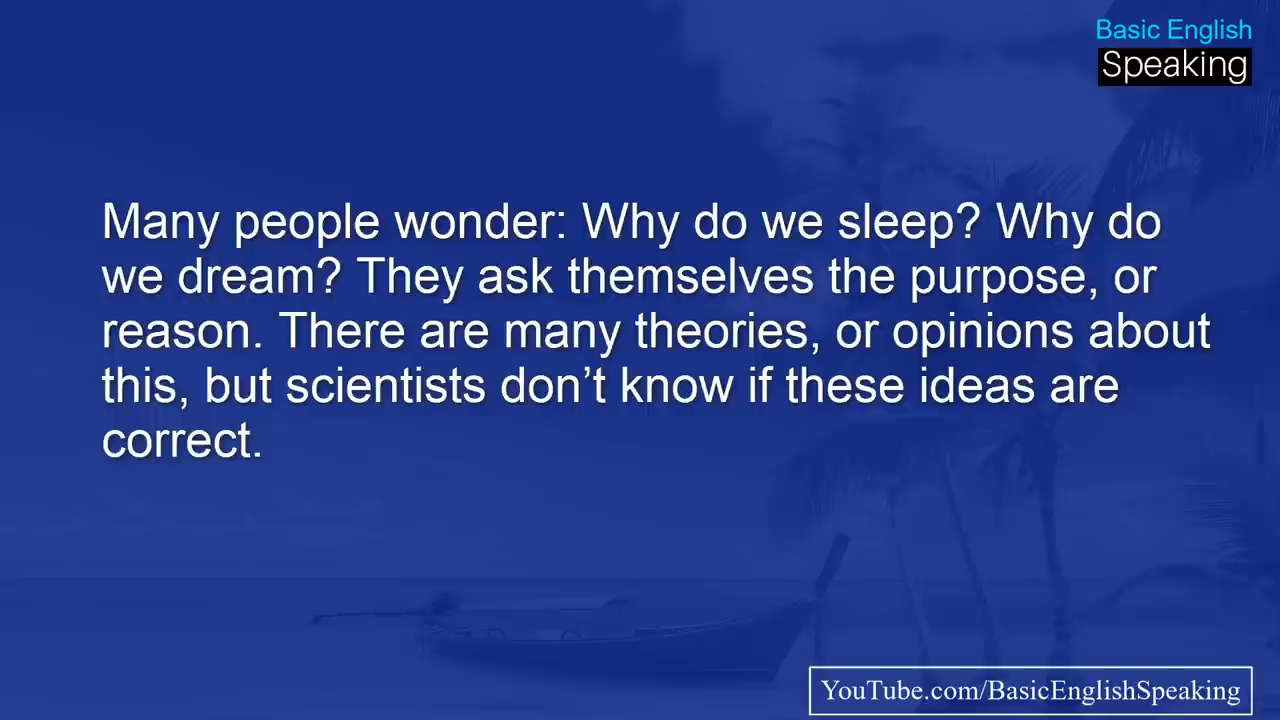 Basic English
Speaking
Many people wonder: Why do we sleep? Why do
we dream? They ask themselves the purpose, or
reason. There are many theories, or opinions about
this, but scientists don’t know if these ideas are
correct.
YouTube.com/BasicEnglishSpeaking